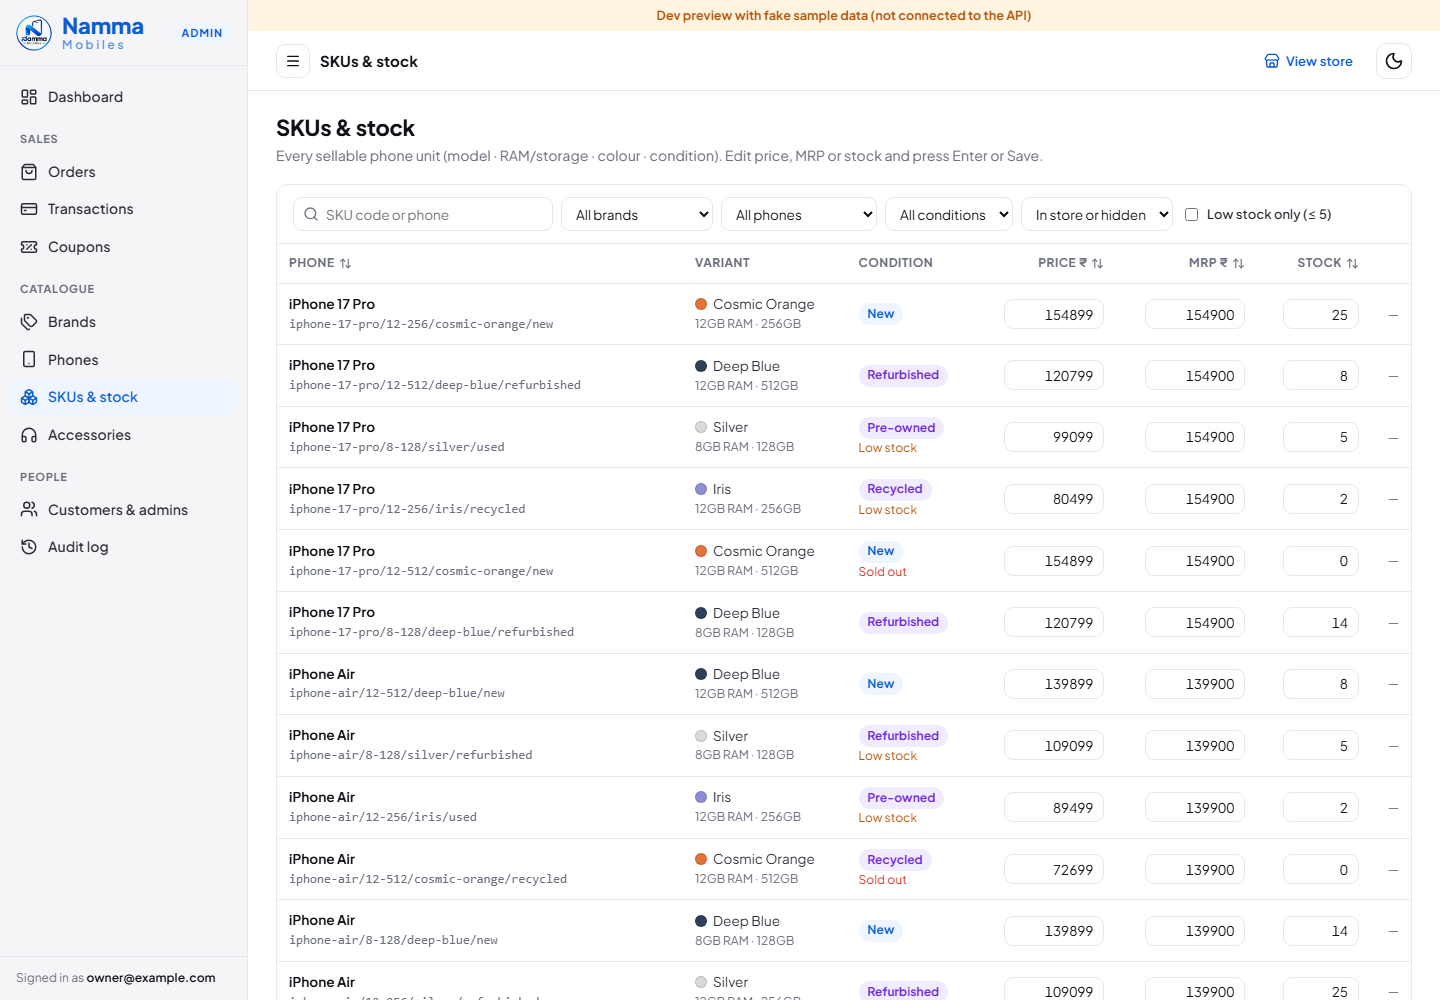 Namma
Mobiles
ADMIN
Dashboard
SALES
Orders
Transactions
Coupons
CATALOGUE
Brands
Phones
SKUs & stock
Accessories
PEOPLE
Customers & admins
Audit log
Signed in as owner@example.com
Dev preview with fake sample data (not connected to the API)
SKUs & stock
View store
SKUs & stock
Every sellable phone unit (model · RAM/storage · colour · condition). Edit price, MRP or stock and press Enter or Save.
SKU code or phone All brands All phones All conditions In store or hidden Low stock only (≤ 5)
PHONE VARIANT CONDITION PRICE ₹ MRP ₹ STOCK
iPhone 17 Pro Cosmic Orange New 154899 154900 25 —
iphone-17-pro/12-256/cosmic-orange/new 12GB RAM · 256GB
iPhone 17 Pro Deep Blue Refurbished 120799 154900 8 —
iphone-17-pro/12-512/deep-blue/refurbished 12GB RAM · 512GB
iPhone 17 Pro Silver Pre-owned 99099 154900 5 —
iphone-17-pro/8-128/silver/used 8GB RAM · 128GB Low stock
iPhone 17 Pro Iris Recycled 80499 154900 2 —
iphone-17-pro/12-256/iris/recycled 12GB RAM · 256GB Low stock
iPhone 17 Pro Cosmic Orange New 154899 154900 0 —
iphone-17-pro/12-512/cosmic-orange/new 12GB RAM · 512GB Sold out
iPhone 17 Pro Deep Blue Refurbished 120799 154900 14 —
iphone-17-pro/8-128/deep-blue/refurbished 8GB RAM · 128GB
iPhone Air Deep Blue New 139899 139900 8 —
iphone-air/12-512/deep-blue/new 12GB RAM · 512GB
iPhone Air Silver Refurbished 109099 139900 5 —
iphone-air/8-128/silver/refurbished 8GB RAM · 128GB Low stock
iPhone Air Iris Pre-owned 89499 139900 2 —
iphone-air/12-256/iris/used 12GB RAM · 256GB Low stock
iPhone Air Cosmic Orange Recycled 72699 139900 0 —
iphone-air/12-512/cosmic-orange/recycled 12GB RAM · 512GB Sold out
iPhone Air Deep Blue New 139899 139900 14 —
iphone-air/8-128/deep-blue/new 8GB RAM · 128GB
iPhone Air Silver Refurbished 109099 139900 25 —